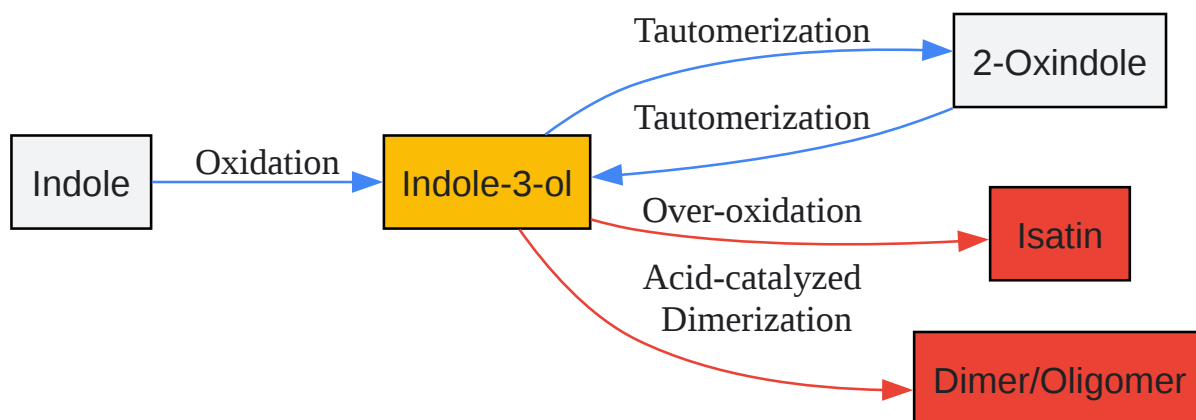 Tautomerization
2-Oxindole
Tautomerization
Indole
Oxidation
Indole-3-ol
Over-oxidation
Isatin
Acid-catalyzed
Dimerization
Dimer/Oligomer